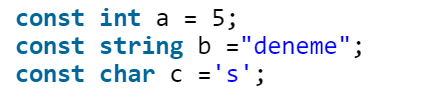 const int a = 5;
const string b ="deneme";
const char c ='s';